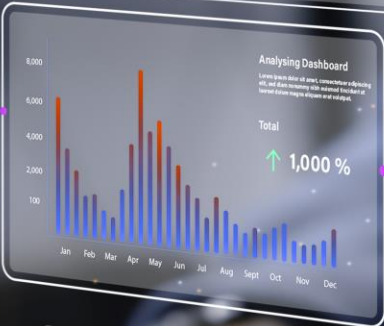 8,000
6,000
4,000
2,000
100
Jan Feb Mar Apr May Jun Jul Aug Sept Oct Nov Dec
Analysing Dashboard
Lorem ipsum dolor sit amet, consectetuer adipiscing
elit, sed diam nonummy nibh euismod tincidunt ut
laoreet dolore magna aliquam erat volutpat.
Total
↑ 1,000 %